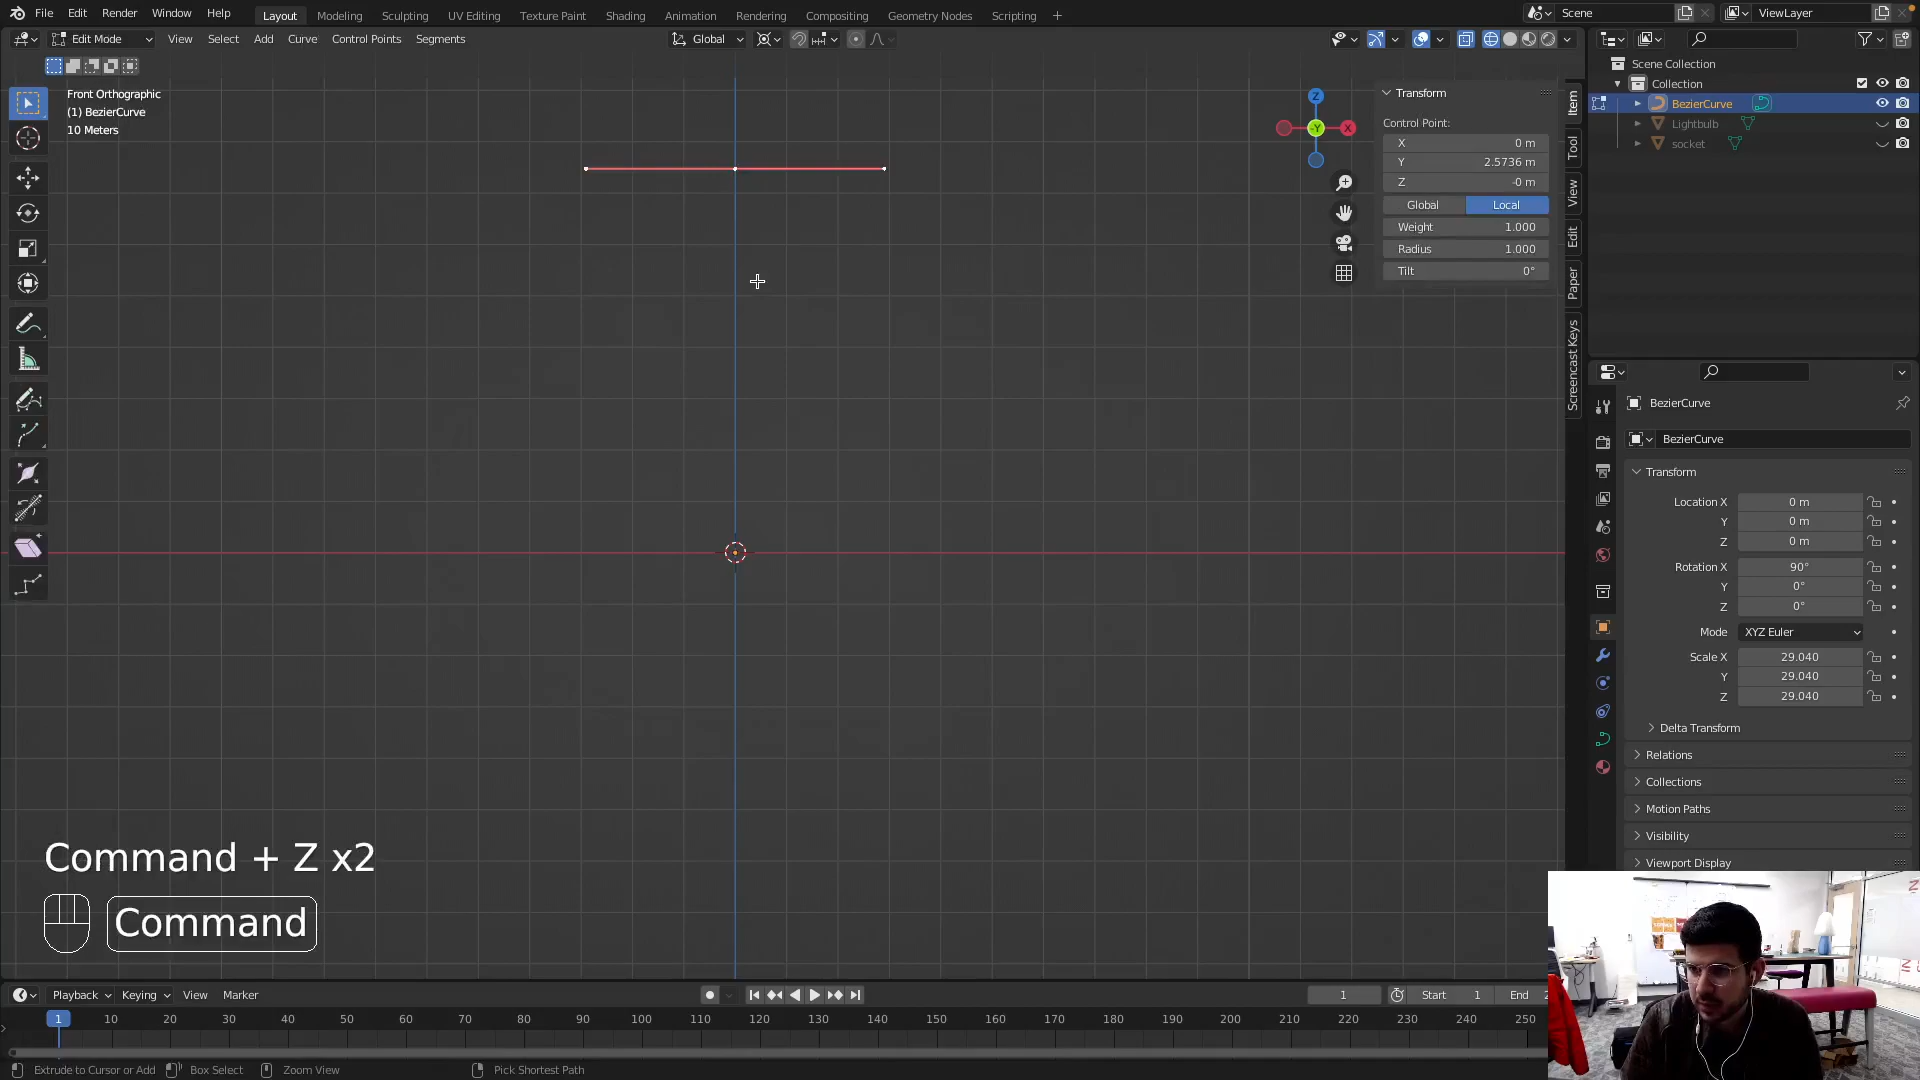 File Edit Render Window Help Layout Modeling Sculpting UV Editing Texture Paint Shading Animation Rendering Compositing Geometry Nodes Scripting + Scene ViewLayer
Edit Mode View Select Add Curve Control Points Segments Global
Front Orthographic
(1) BezierCurve
10 Meters
Z
X
-Y
Transform
Control Point:
X 0 m
Y 2.5736 m
Z -0 m
Global Local
Weight 1.000
Radius 1.000
Tilt 0°
Item
Tool
View
Edit
Paper
Screencast Keys
Scene Collection
Collection
BezierCurve
Lightbulb
socket
BezierCurve
BezierCurve
Transform
Location X 0 m
Y 0 m
Z 0 m
Rotation X 90°
Y 0°
Z 0°
Mode XYZ Euler
Scale X 29.040
Y 29.040
Z 29.040
Delta Transform
Relations
Collections
Motion Paths
Visibility
Viewport Display
Command + Z x2
Command
Playback Keying View Marker 1 Start 1 End 2
1 10 20 30 40 50 60 70 80 90 100 110 120 130 140 150 160 170 180 190 200 210 220 230 240 250
Extrude to Cursor or Add Box Select Zoom View Pick Shortest Path